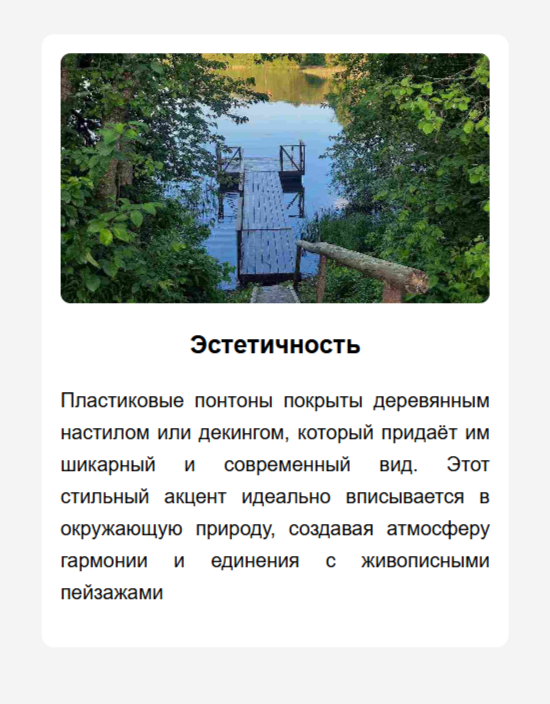 Эстетичность
Пластиковые понтоны покрыты деревянным
настилом или декингом, который придаёт им
шикарный и современный вид. Этот
стильный акцент идеально вписывается в
окружающую природу, создавая атмосферу
гармонии и единения с живописными
пейзажами